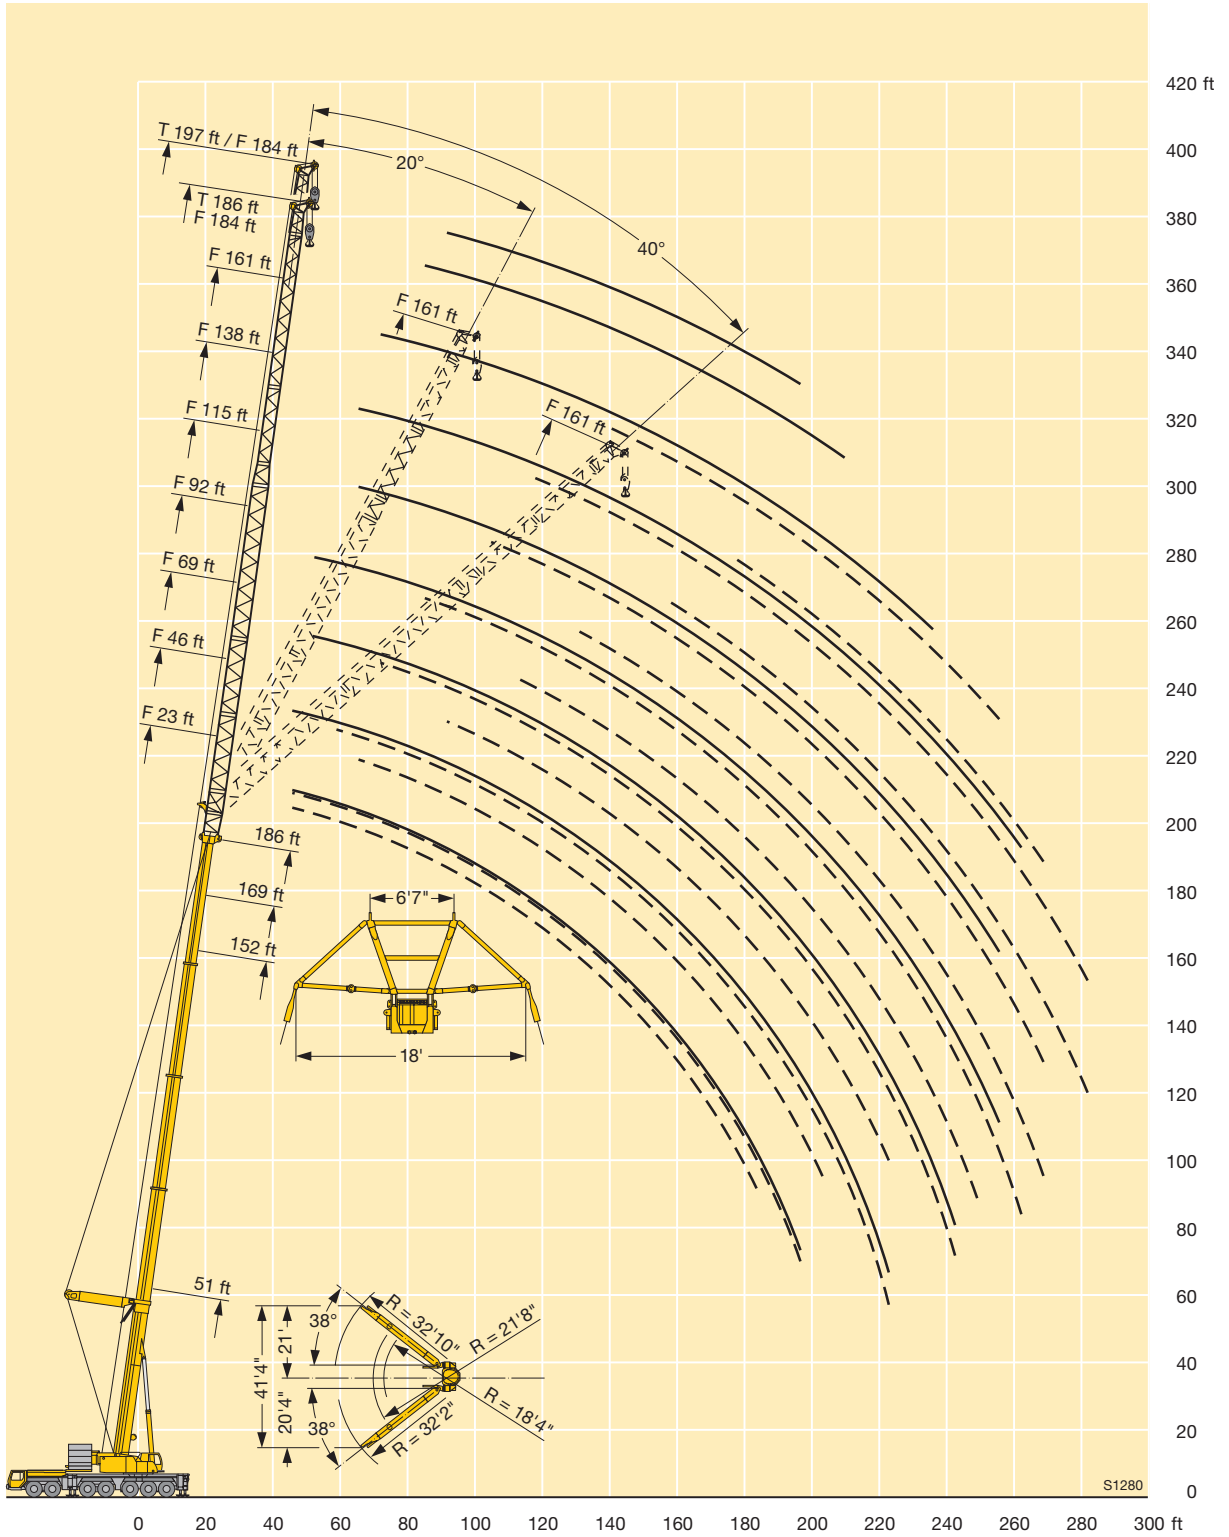 420 ft
T 197 ft / F 184 ft
400
20°
T 186 ft
F 184 ft
380
40°
F 161 ft
360
F 161 ft
F 138 ft
340
F 161 ft
F 115 ft
320
F 92 ft
300
280
F 69 ft
260
F 46 ft
240
F 23 ft
220
200
186 ft
180
6'7"
169 ft
152 ft
160
140
18'
120
100
80
51 ft
60
38°
R = 32'10"
R = 21'8"
21'
41'4"
40
20'4"
38°
R = 32'2"
R = 18'4"
20
S1280
0
0 20 40 60 80 100 120 140 160 180 200 220 240 260 280 300 ft